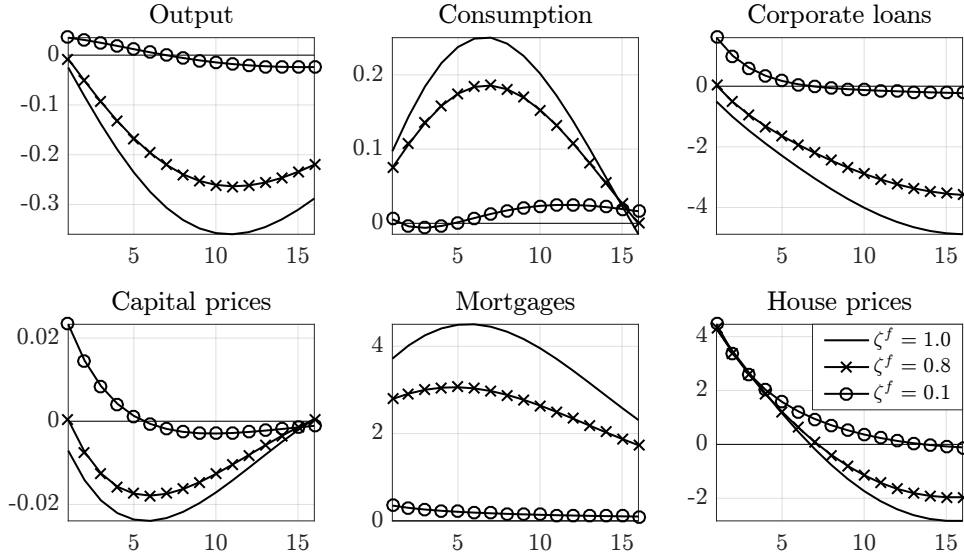 Output
0
-0.1
-0.2
-0.3
5 10 15
Consumption
0.2
0.1
0
5 10 15
Corporate loans
0
-2
-4
5 10 15
Capital prices
0.02
0
-0.02
5 10 15
Mortgages
4
2
0
5 10 15
House prices
4
2
0
-2
5 10 15
ζ^f = 1.0
ζ^f = 0.8
ζ^f = 0.1